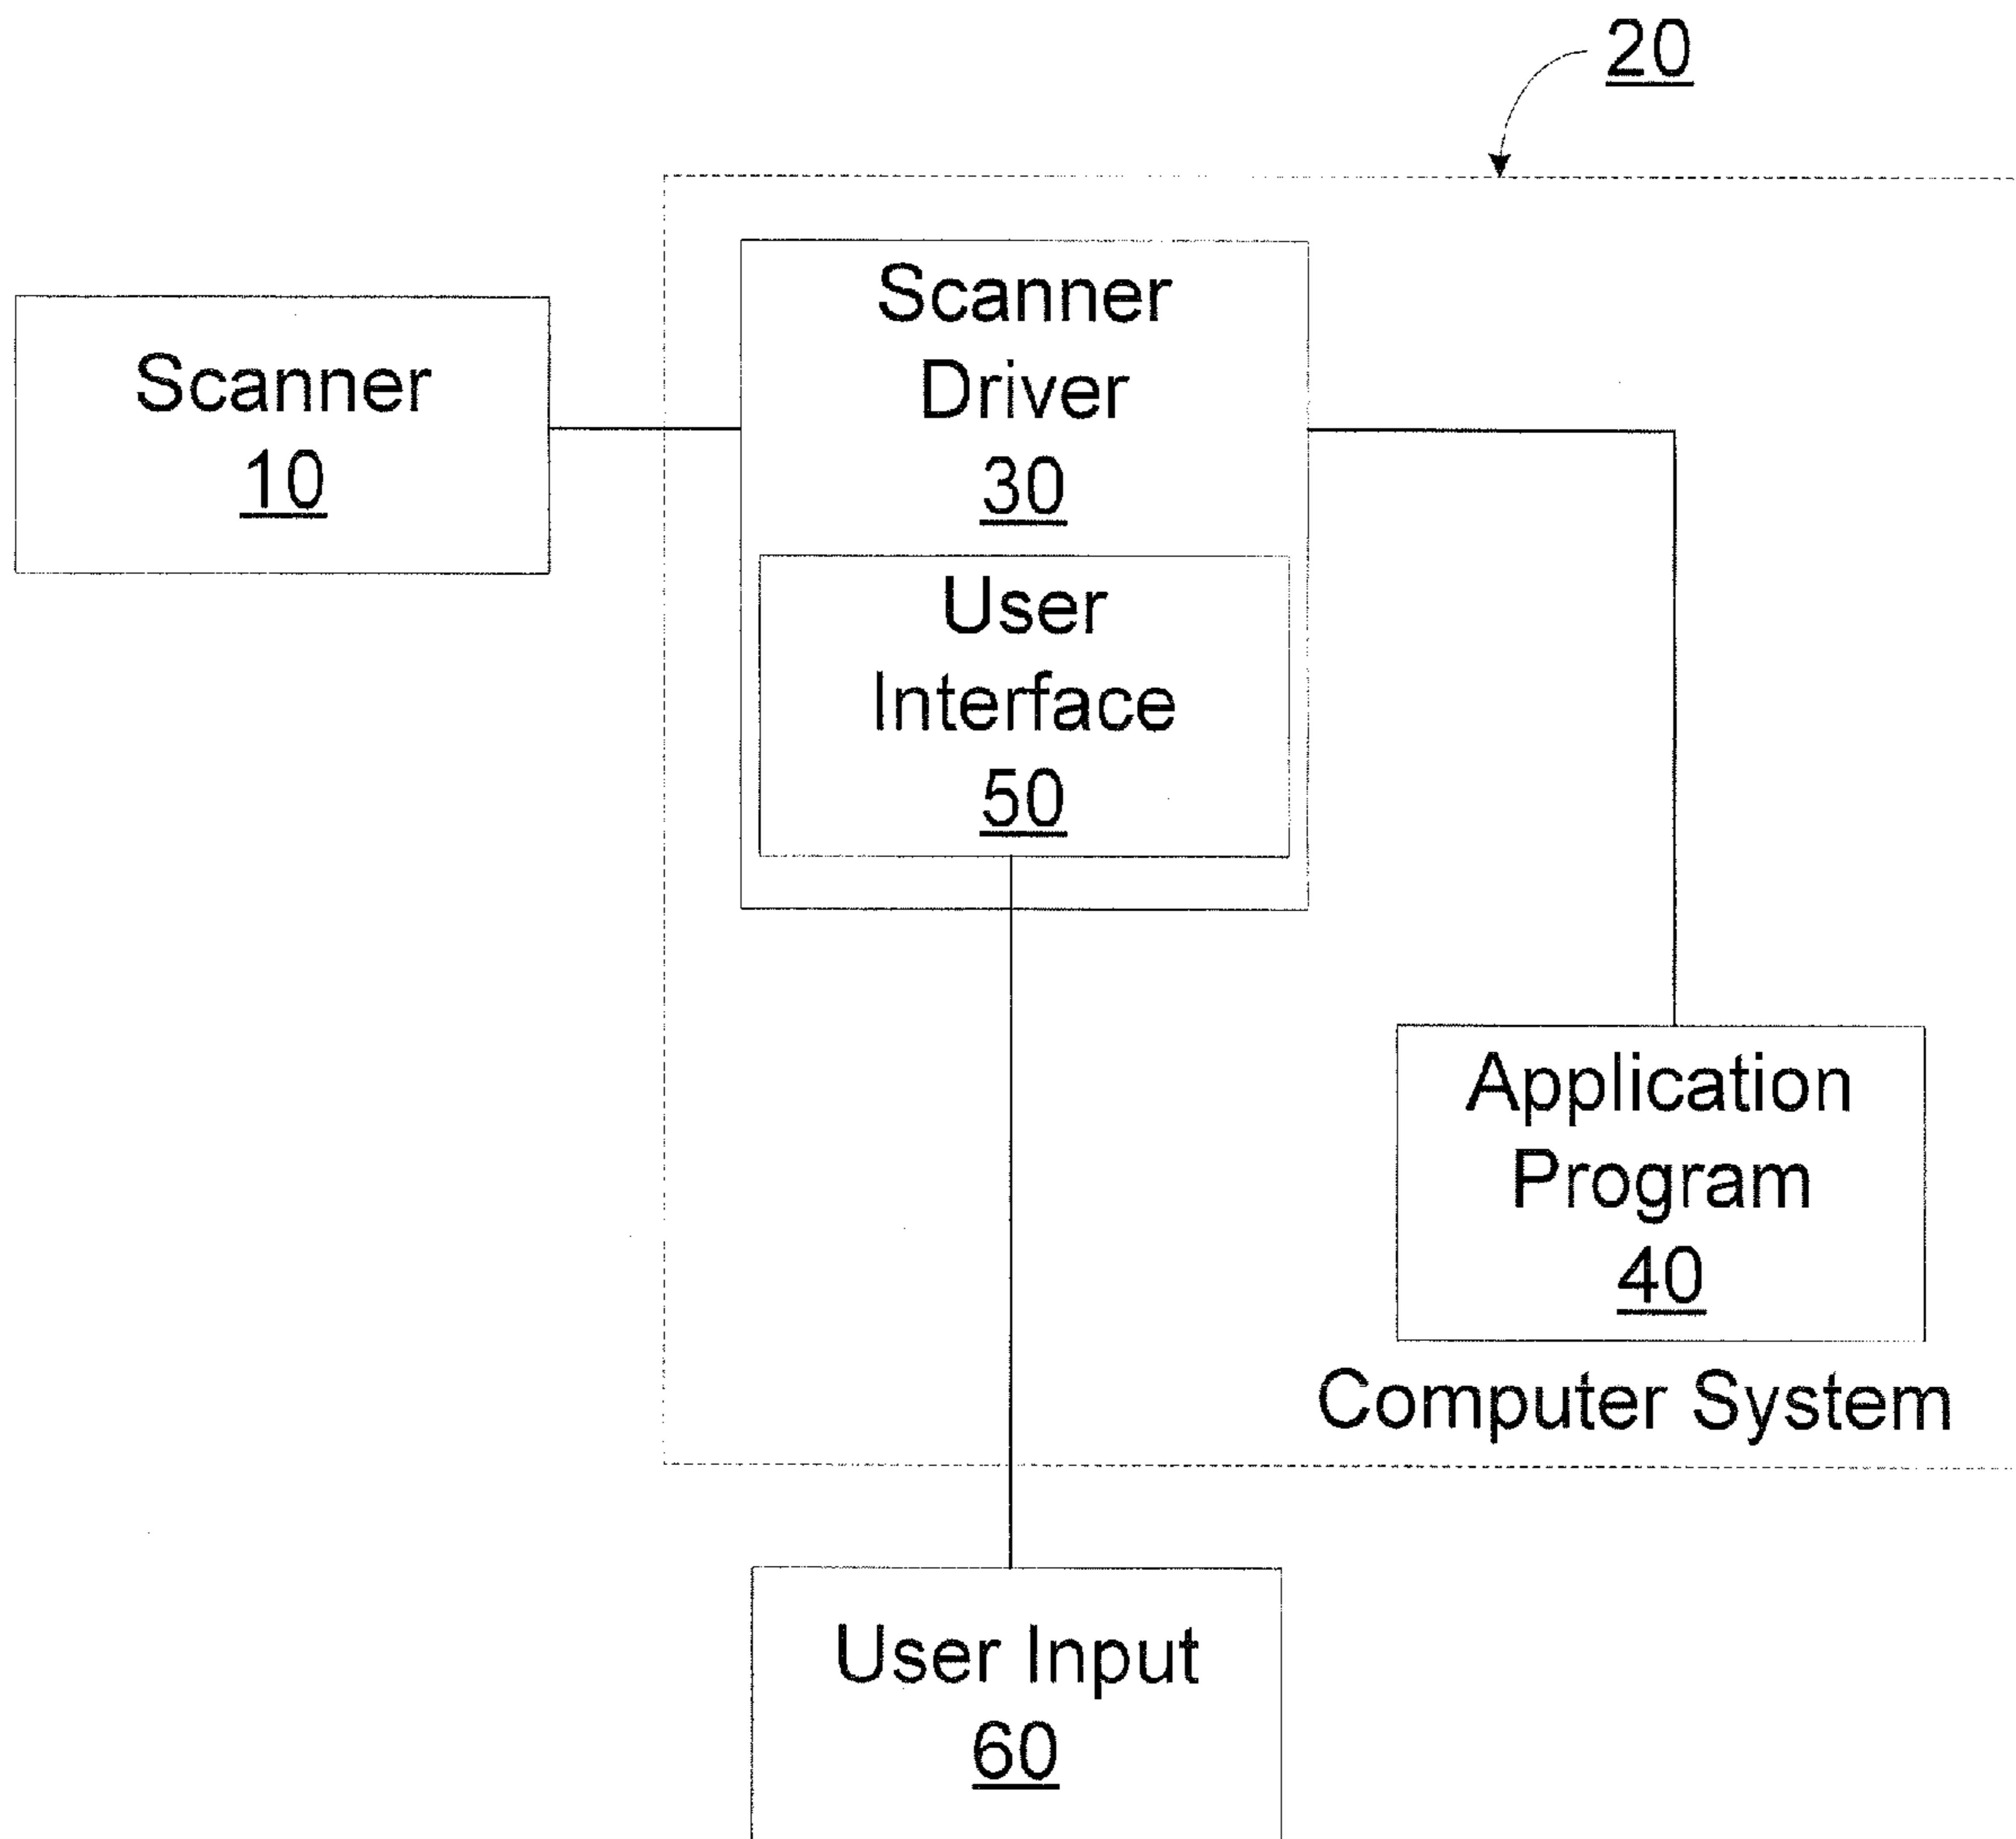 20
Scanner
Driver
30
Scanner
10
User
Interface
50
Application
Program
40
Computer System
User Input
60